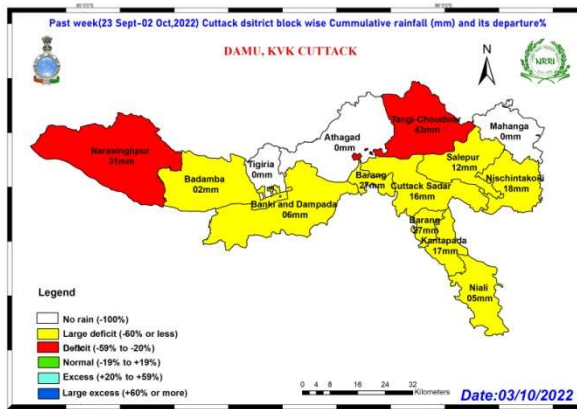 Past week(23 Sept-02 Oct,2022) Cuttack dsitrict block wise Cummulative rainfall (mm) and its departure%
DAMU, KVK CUTTACK
N
NRRI
Narasinghpur
31mm
Badamba
02mm
Tigiria
0mm
Banki and Dampada
06mm
Athagad
0mm
Tangi-Choudwar
43mm
Mahanga
0mm
Salepur
12mm
Nischintakoili
18mm
Barang
27mm
Cuttack Sadar
16mm
Barang
27mm
Kantapada
17mm
Niali
05mm
Legend
No rain (-100%)
Large deficit (-60% or less)
Deficit (-59% to -20%)
Normal (-19% to +19%)
Excess (+20% to +59%)
Large excess (+60% or more)
0 4 8 16 24 32
Kilometers
Date:03/10/2022